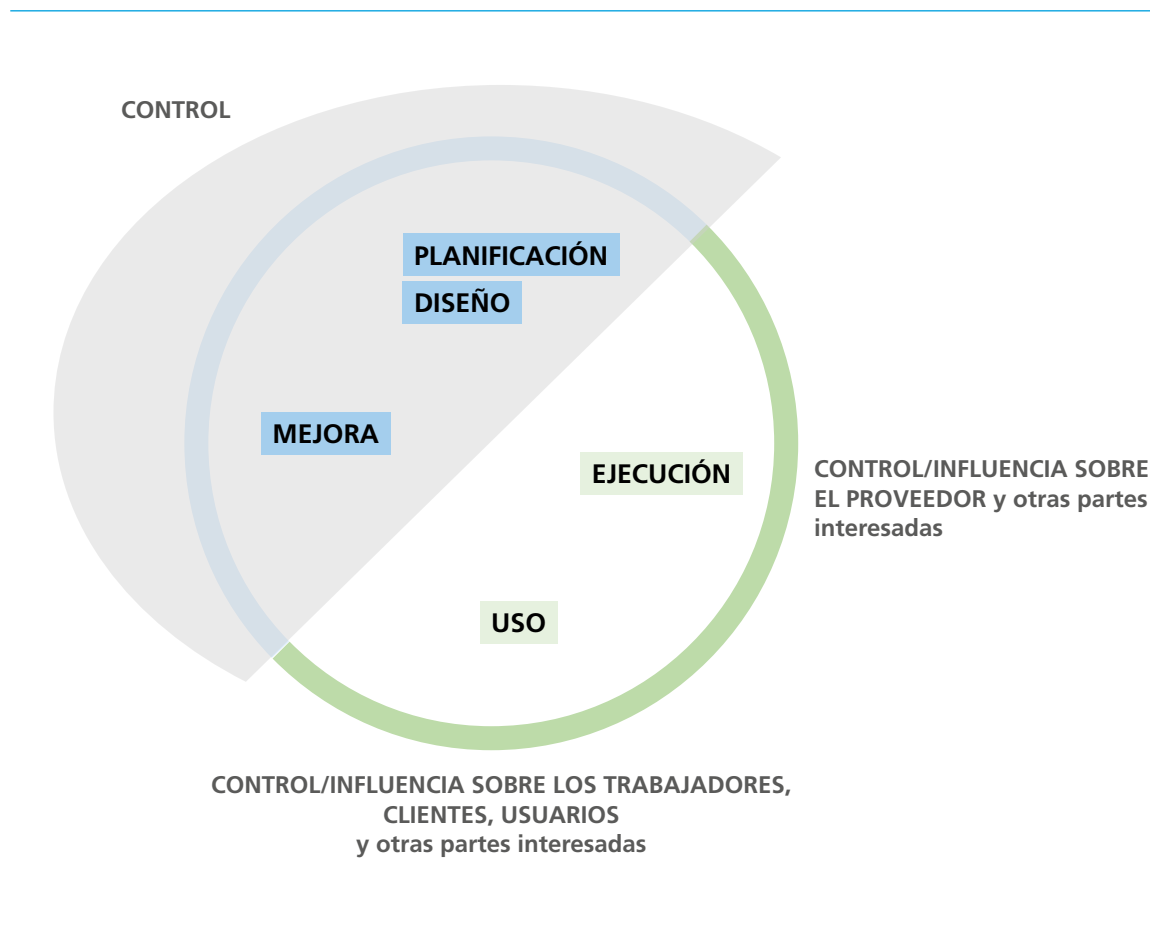 CONTROL
PLANIFICACIÓN
DISEÑO
MEJORA
EJECUCIÓN
CONTROL/INFLUENCIA SOBRE
EL PROVEEDOR y otras partes
interesadas
USO
CONTROL/INFLUENCIA SOBRE LOS TRABAJADORES,
CLIENTES, USUARIOS
y otras partes interesadas